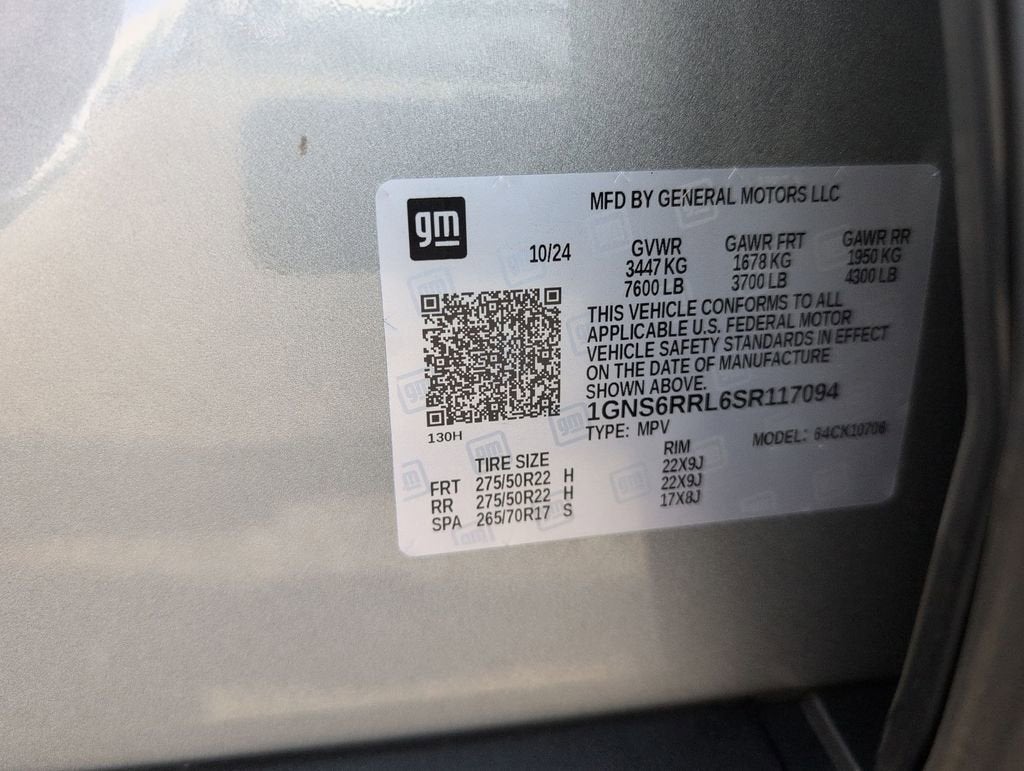 gm
MFD BY GENERAL MOTORS LLC
10/24
GVWR GAWR FRT GAWR RR
3447 KG 1678 KG 1950 KG
7600 LB 3700 LB 4300 LB
THIS VEHICLE CONFORMS TO ALL
APPLICABLE U.S. FEDERAL MOTOR
VEHICLE SAFETY STANDARDS IN EFFECT
ON THE DATE OF MANUFACTURE
SHOWN ABOVE.
1GNS6RRL6SR117094
130H
TYPE: MPV MODEL: 64CK10706
TIRE SIZE RIM
FRT 275/50R22 H 22X9J
RR 275/50R22 H 22X9J
SPA 265/70R17 S 17X8J